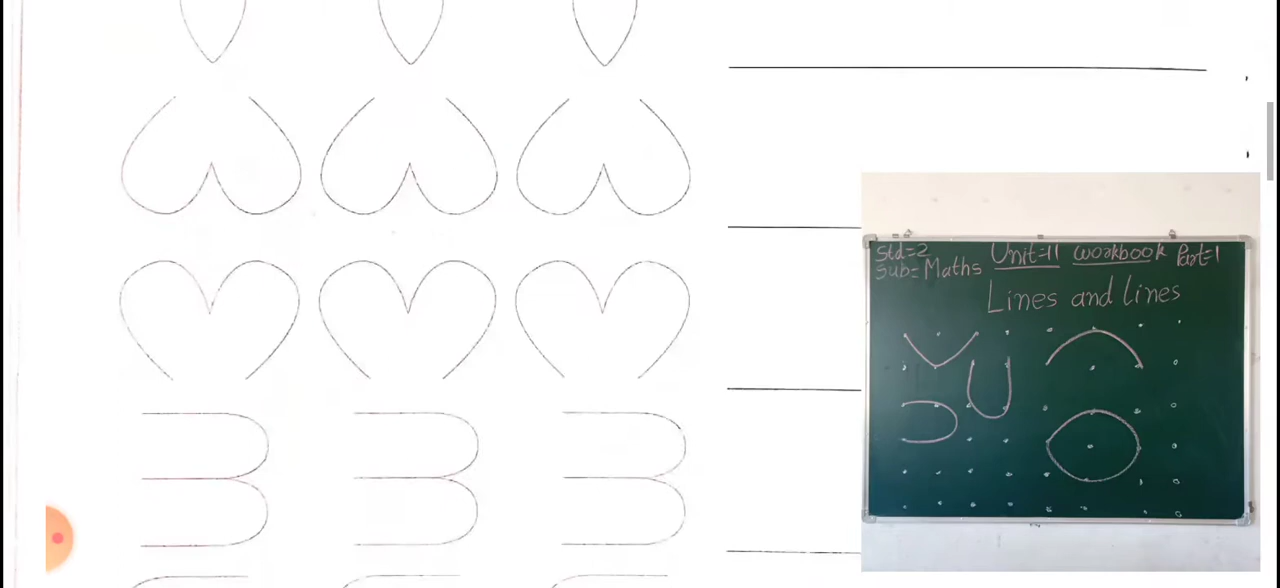 Std=2 Unit-11 workbook Part=1
Sub= Maths
Lines and lines